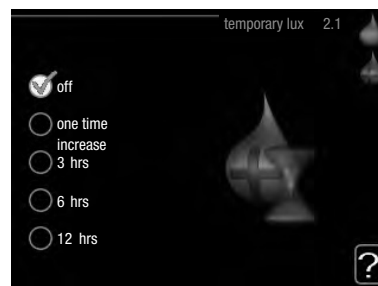 temporary lux 2.1
off
one time
increase
3 hrs
6 hrs
12 hrs
?